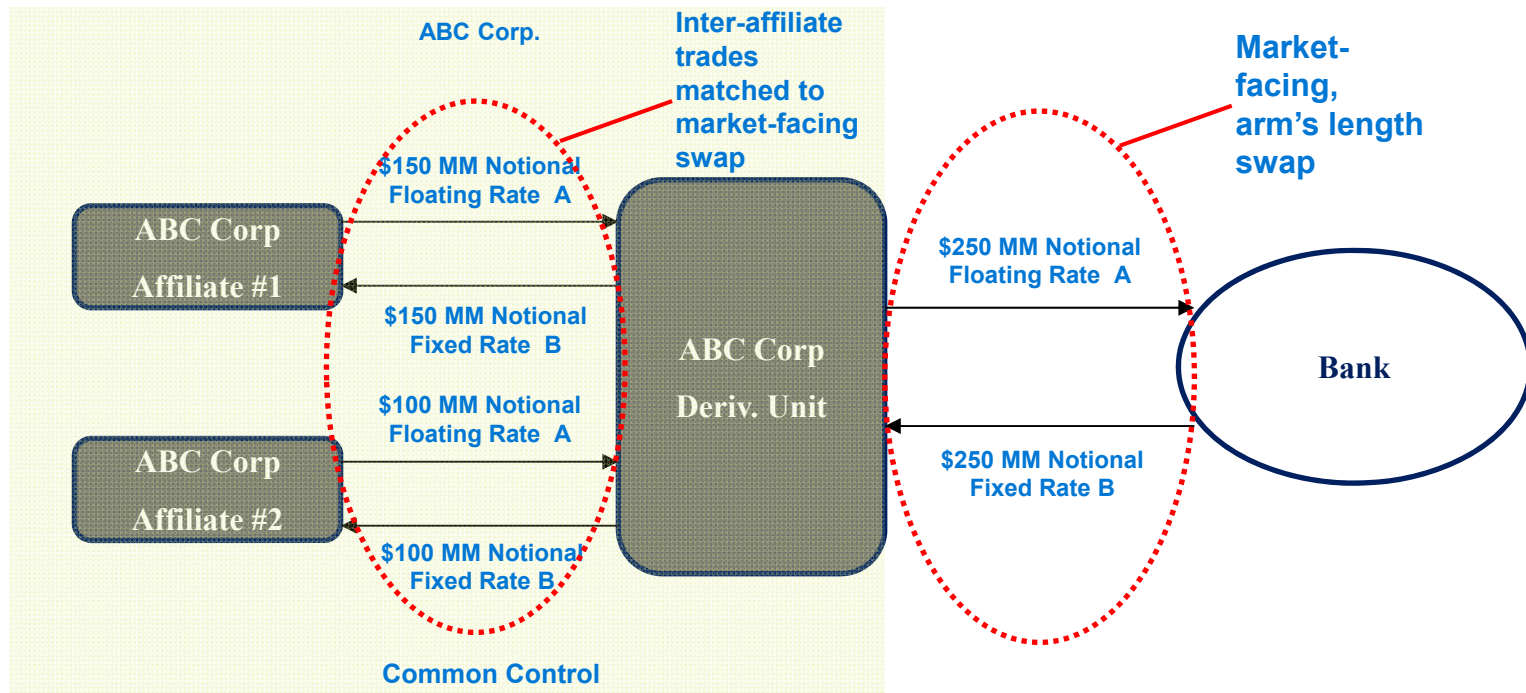 ABC Corp.
Inter-affiliate
trades
matched to
market-facing
swap
Market-
facing,
arm's length
swap
$150 MM Notional
Floating Rate  A
ABC Corp
Affiliate #1
$150 MM Notional
Fixed Rate  B
$100 MM Notional
Floating Rate  A
ABC Corp
Affiliate #2
$100 MM Notional
Fixed Rate B
ABC Corp
Deriv. Unit
$250 MM Notional
Floating Rate  A
$250 MM Notional
Fixed Rate B
Bank
Common Control